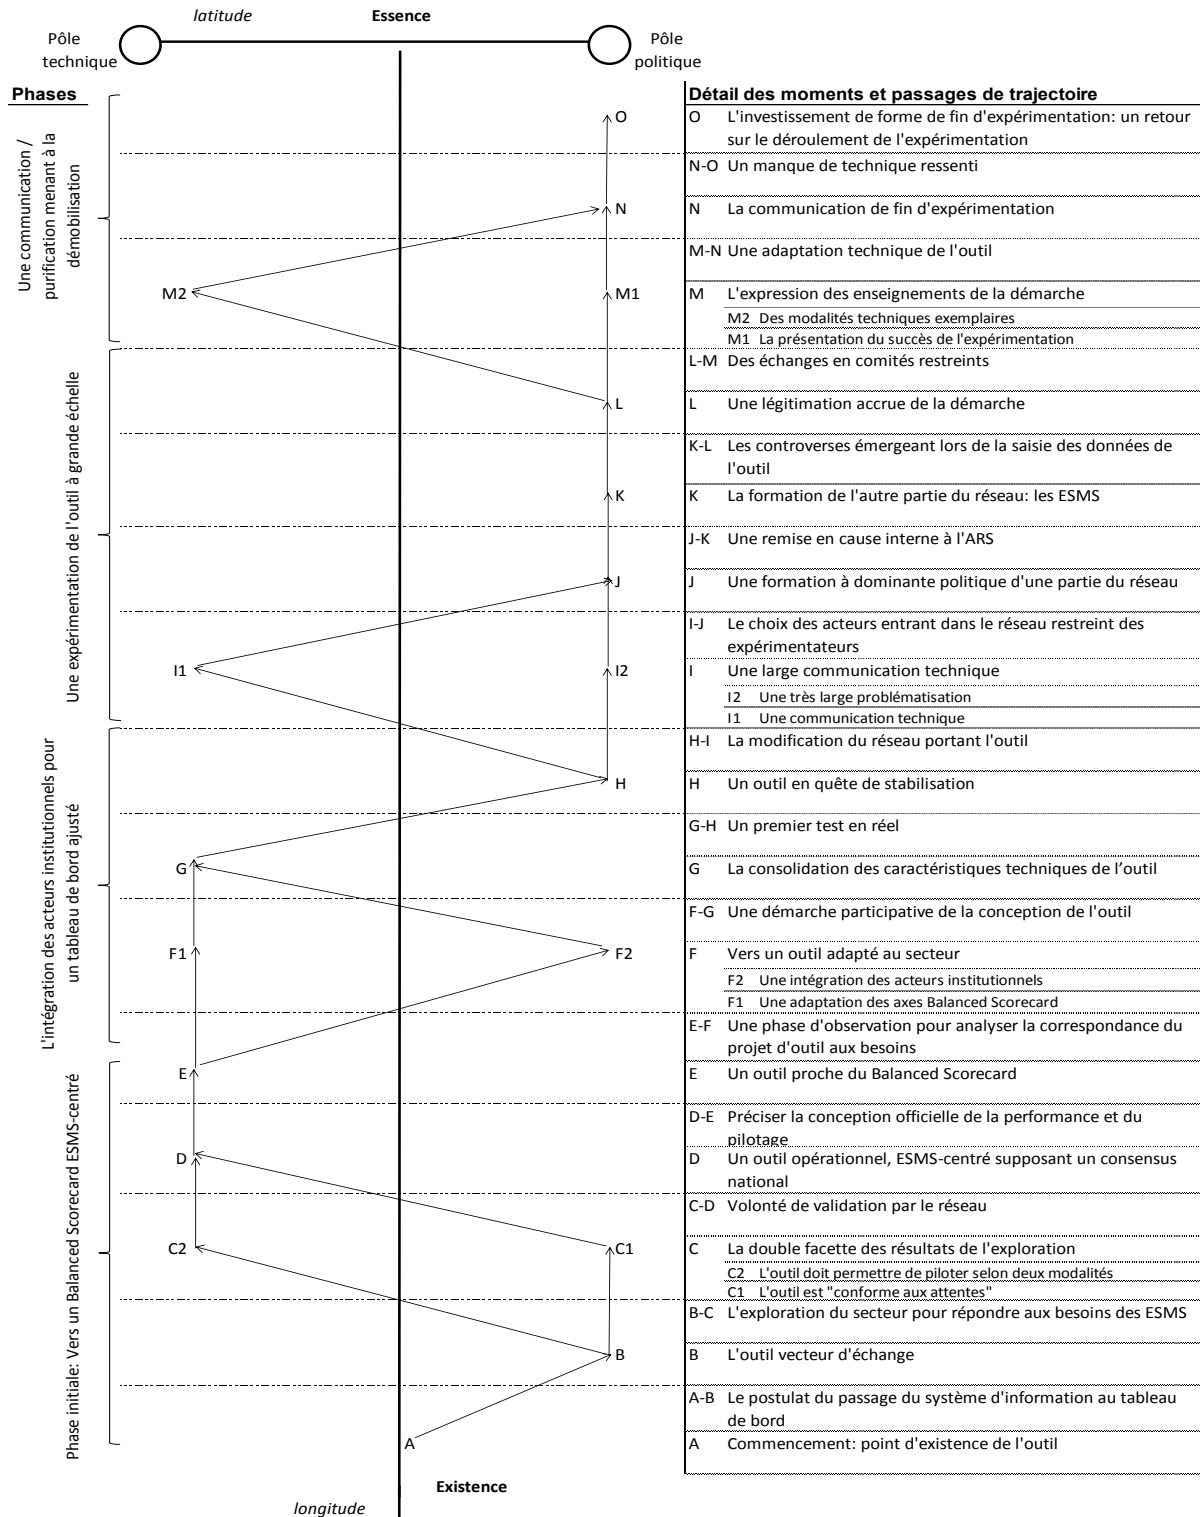 latitude
Essence
Pôle
technique
Pôle
politique
Phases
Détail des moments et passages de trajectoire
Une communication /
purification menant à la
démobilisation
Une expérimentation de l'outil à grande échelle
L'intégration des acteurs institutionnels pour
un tableau de bord ajusté
Phase initiale: Vers un Balanced Scorecard ESMS-centré
O
N
M2
M1
L
K
J
I1
I2
H
G
F1
F2
E
D
C2
C1
B
A
O L'investissement de forme de fin d'expérimentation: un retour
sur le déroulement de l'expérimentation
N-O Un manque de technique ressenti
N La communication de fin d'expérimentation
M-N Une adaptation technique de l'outil
M L'expression des enseignements de la démarche
M2 Des modalités techniques exemplaires
M1 La présentation du succès de l'expérimentation
L-M Des échanges en comités restreints
L Une légitimation accrue de la démarche
K-L Les controverses émergeant lors de la saisie des données de
l'outil
K La formation de l'autre partie du réseau: les ESMS
J-K Une remise en cause interne à l'ARS
J Une formation à dominante politique d'une partie du réseau
I-J Le choix des acteurs entrant dans le réseau restreint des
expérimentateurs
I Une large communication technique
I2 Une très large problématisation
I1 Une communication technique
H-I La modification du réseau portant l'outil
H Un outil en quête de stabilisation
G-H Un premier test en réel
G La consolidation des caractéristiques techniques de l’outil
F-G Une démarche participative de la conception de l'outil
F Vers un outil adapté au secteur
F2 Une intégration des acteurs institutionnels
F1 Une adaptation des axes Balanced Scorecard
E-F Une phase d'observation pour analyser la correspondance du
projet d'outil aux besoins
E Un outil proche du Balanced Scorecard
D-E Préciser la conception officielle de la performance et du
pilotage
D Un outil opérationnel, ESMS-centré supposant un consensus
national
C-D Volonté de validation par le réseau
C La double facette des résultats de l'exploration
C2 L'outil doit permettre de piloter selon deux modalités
C1 L'outil est "conforme aux attentes"
B-C L'exploration du secteur pour répondre aux besoins des ESMS
B L'outil vecteur d'échange
A-B Le postulat du passage du système d'information au tableau
de bord
A Commencement: point d'existence de l'outil
Existence
longitude